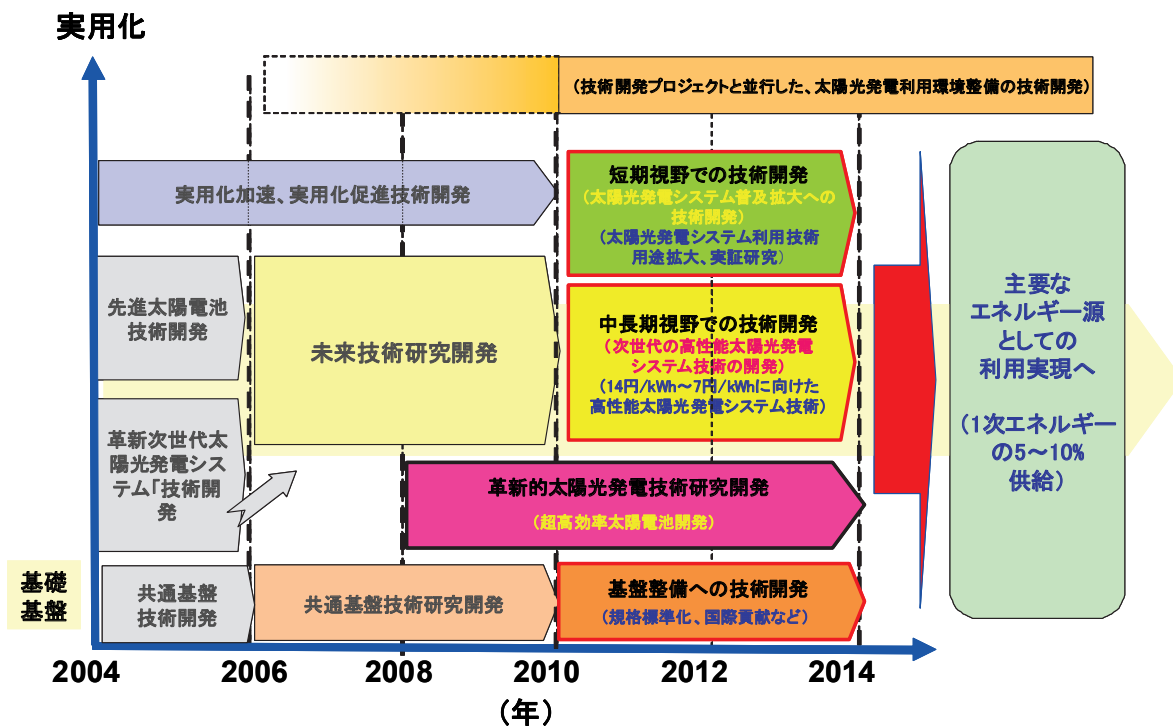 実用化
(技術開発プロジェクトと並行した、太陽光発電利用環境整備の技術開発)
実用化加速、実用化促進技術開発
短期視野での技術開発
(太陽光発電システム普及拡大への
技術開発)
(太陽光発電システム利用技術
用途拡大、実証研究)
先進太陽電池
技術開発
未来技術研究開発
中長期視野での技術開発
(次世代の高性能太陽光発電
システム技術の開発)
(14円/kWh～7円/kWhに向けた
高性能太陽光発電システム技術)
主要な
エネルギー源
としての
利用実現へ
(1次エネルギー
の5～10%
供給)
革新次世代太
陽光発電シス
テム「技術開
発
革新的太陽光発電技術研究開発
(超高効率太陽電池開発)
基礎
基盤
共通基盤
技術開発
共通基盤技術研究開発
基盤整備への技術開発
(規格標準化、国際貢献など)
2004 2006 2008 2010 2012 2014
(年)